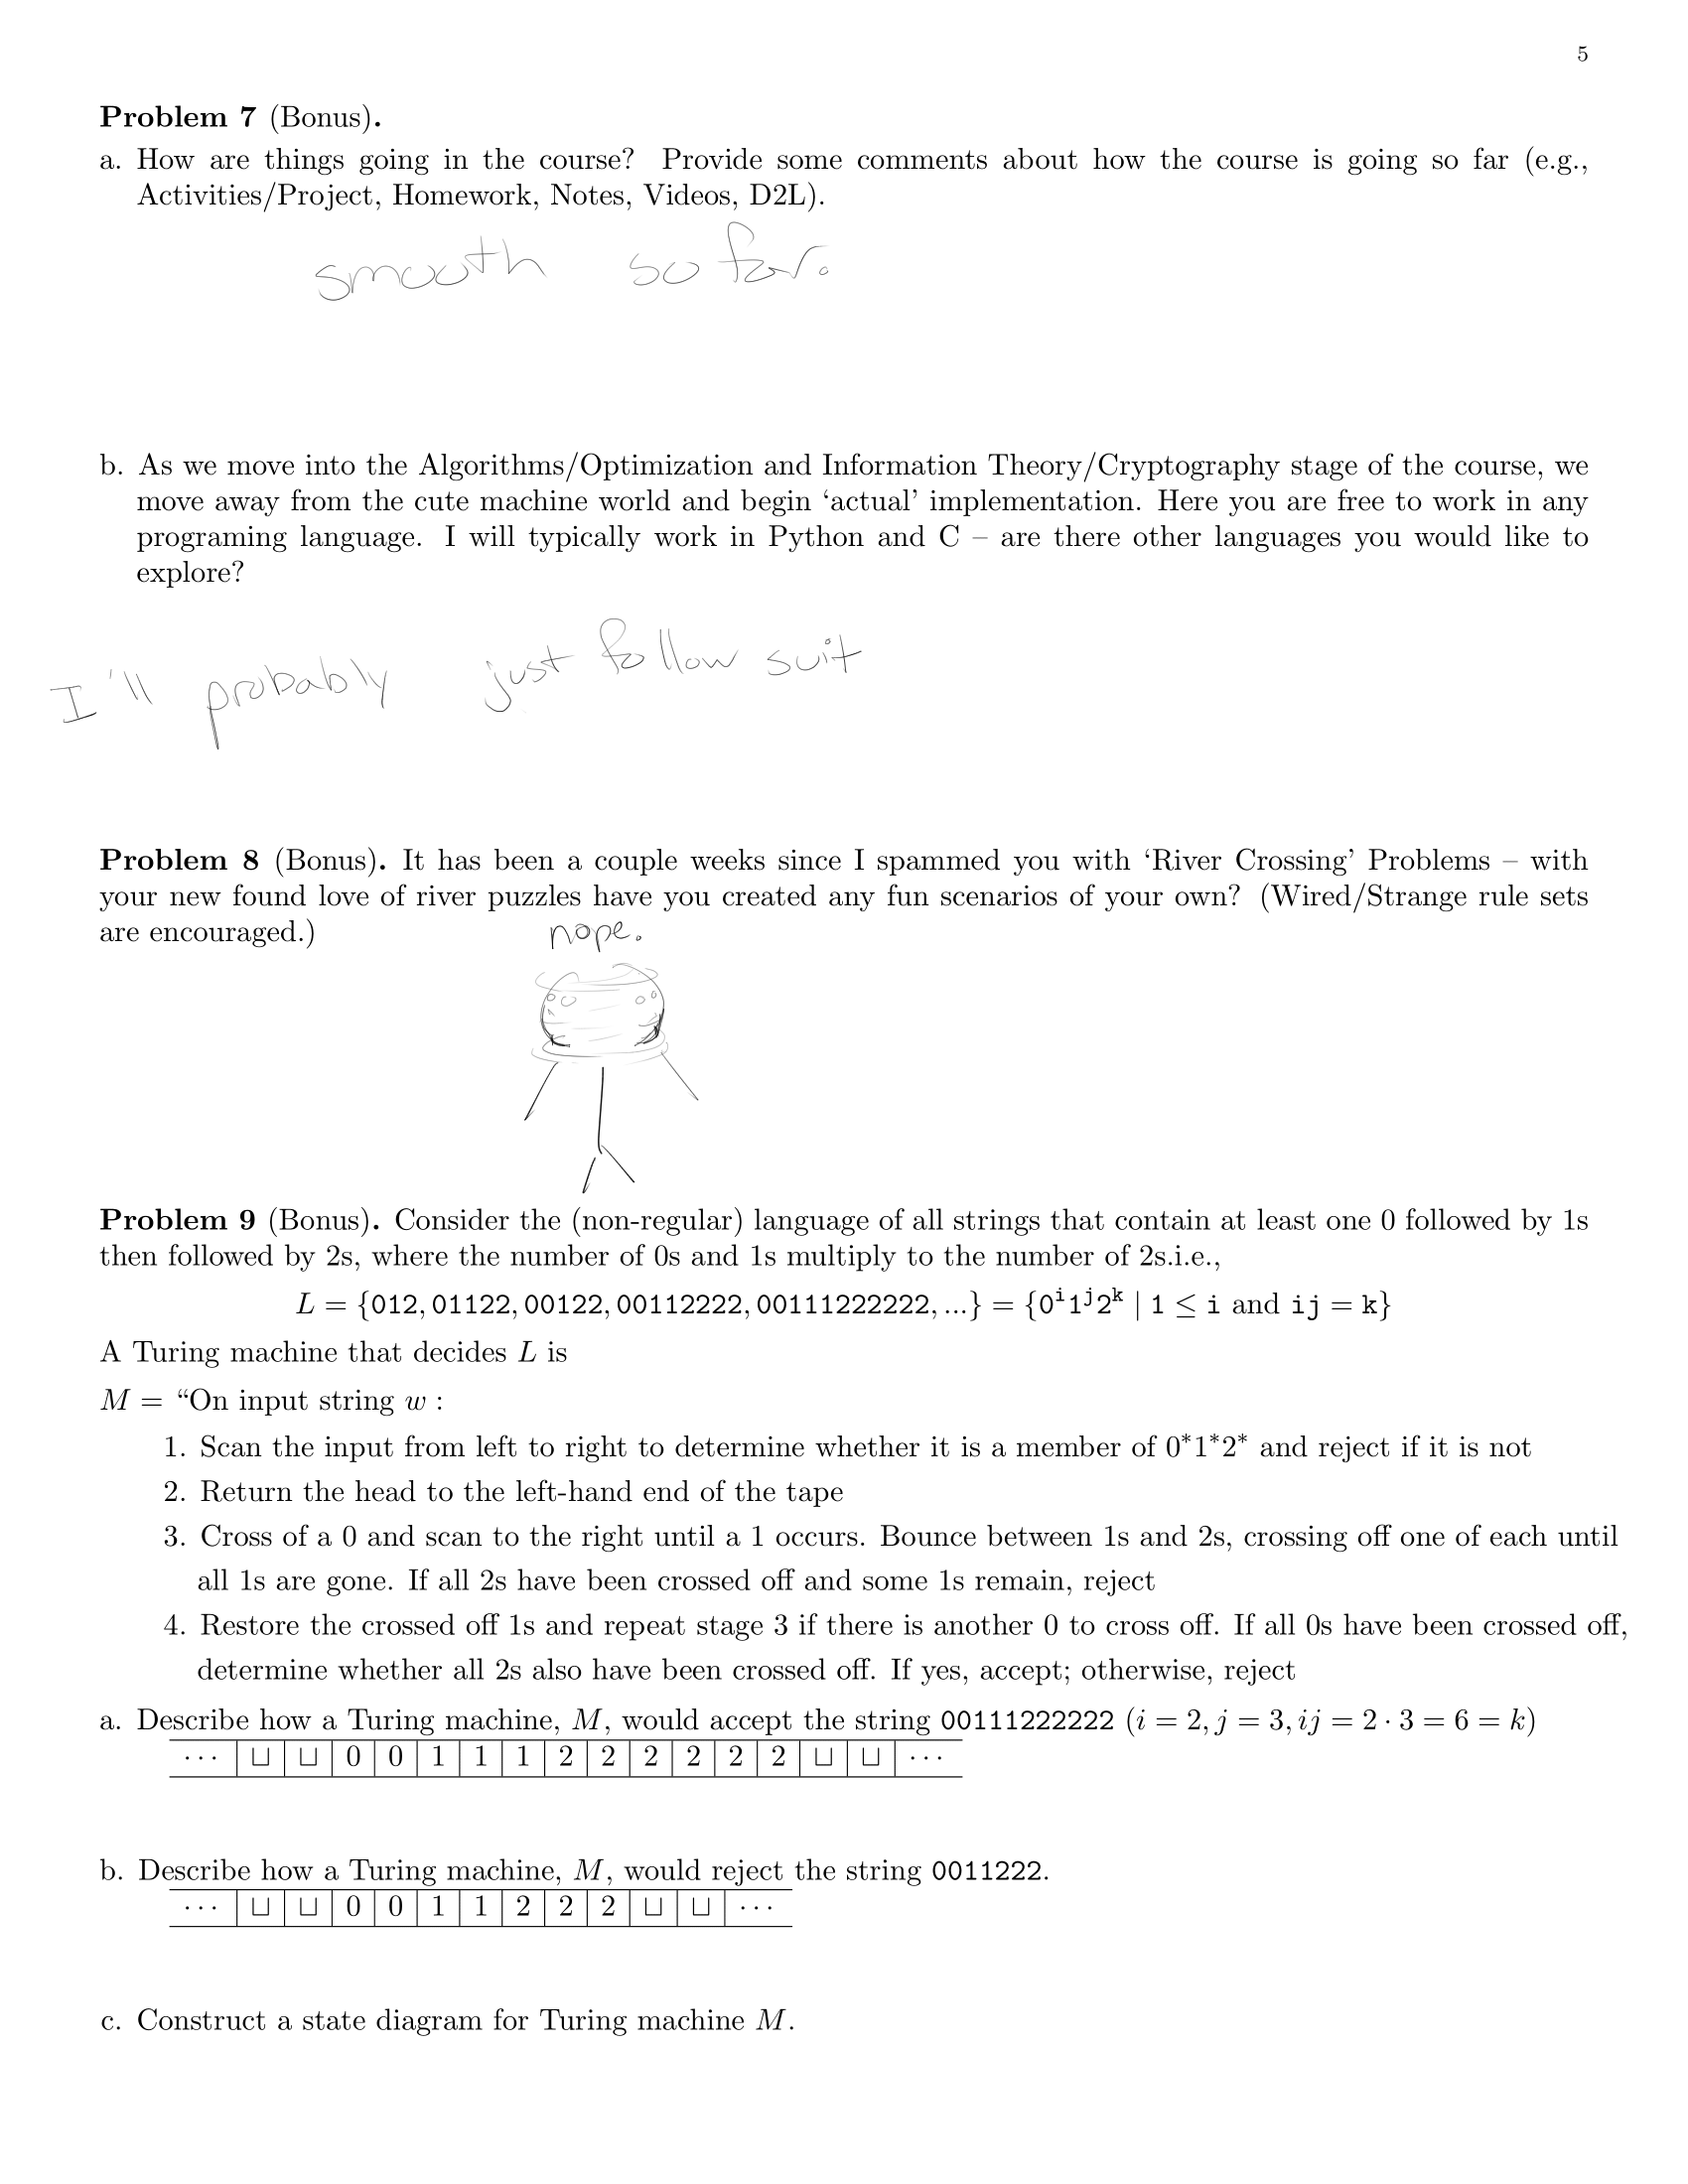 5
Problem 7 (Bonus).
a. How are things going in the course? Provide some comments about how the course is going so far (e.g.,
Activities/Project, Homework, Notes, Videos, D2L).
smooth so far.
b. As we move into the Algorithms/Optimization and Information Theory/Cryptography stage of the course, we
move away from the cute machine world and begin ‘actual’ implementation. Here you are free to work in any
programing language. I will typically work in Python and C – are there other languages you would like to
explore?
I'll probably just follow suit
Problem 8 (Bonus). It has been a couple weeks since I spammed you with ‘River Crossing’ Problems – with
your new found love of river puzzles have you created any fun scenarios of your own? (Wired/Strange rule sets
are encouraged.)
nope.
Problem 9 (Bonus). Consider the (non-regular) language of all strings that contain at least one 0 followed by 1s
then followed by 2s, where the number of 0s and 1s multiply to the number of 2s.i.e.,
L = {012, 01122, 00122, 00112222, 00111222222, ...} = {0^i1^j2^k | 1 ≤ i and ij = k}
A Turing machine that decides L is
M = “On input string w :
1. Scan the input from left to right to determine whether it is a member of 0*1*2* and reject if it is not
2. Return the head to the left-hand end of the tape
3. Cross of a 0 and scan to the right until a 1 occurs. Bounce between 1s and 2s, crossing off one of each until
all 1s are gone. If all 2s have been crossed off and some 1s remain, reject
4. Restore the crossed off 1s and repeat stage 3 if there is another 0 to cross off. If all 0s have been crossed off,
determine whether all 2s also have been crossed off. If yes, accept; otherwise, reject
a. Describe how a Turing machine, M, would accept the string 00111222222 (i = 2, j = 3, ij = 2 · 3 = 6 = k)
··· ⊔ ⊔ 0 0 1 1 1 2 2 2 2 2 2 ⊔ ⊔ ···
b. Describe how a Turing machine, M, would reject the string 0011222.
··· ⊔ ⊔ 0 0 1 1 2 2 2 ⊔ ⊔ ···
c. Construct a state diagram for Turing machine M.